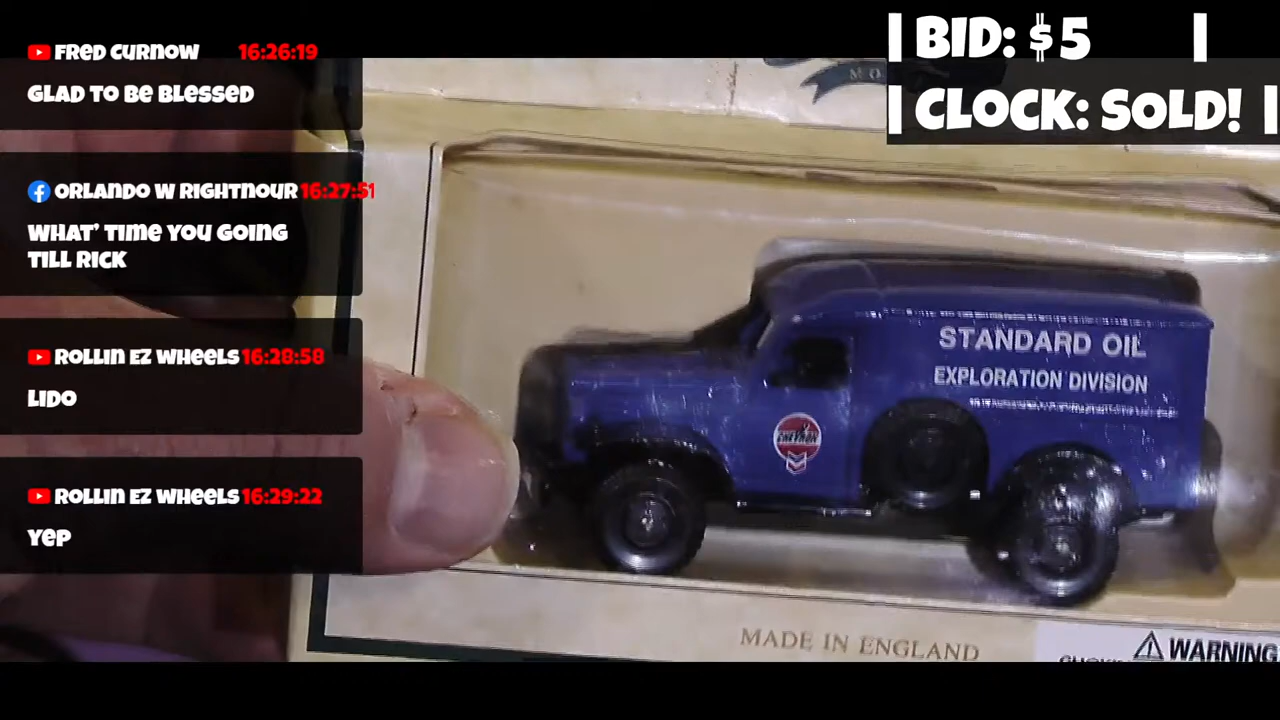 FRED CURNOW 16:26:19
GLAD TO BE BLESSED
ORLANDO W RIGHTNOUR 16:27:51
WHAT' TIME YOU GOING
TILL RICK
ROLLIN EZ WHEELS 16:28:58
LIDO
ROLLIN EZ WHEELS 16:29:22
YEP
| BID: $5 |
| CLOCK: SOLD! |
STANDARD OIL
EXPLORATION DIVISION
MADE IN ENGLAND
WARNING